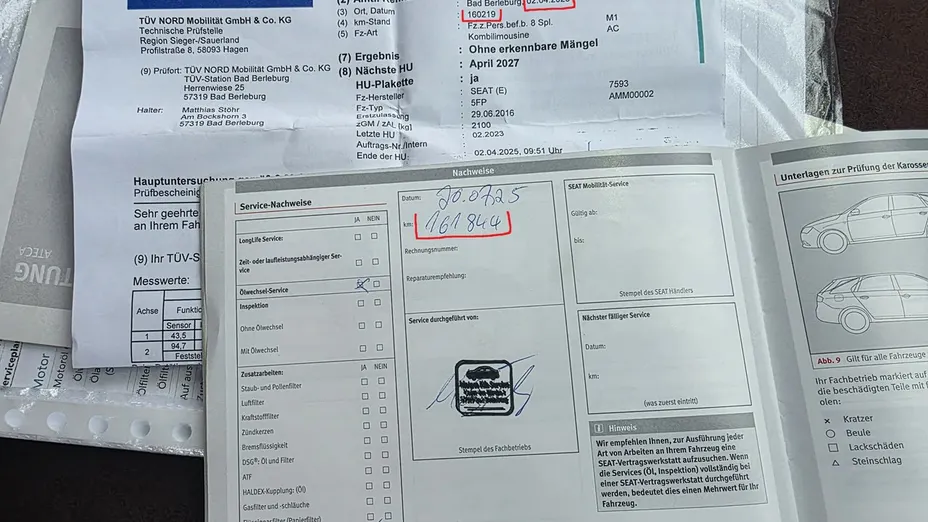 TÜV NORD Mobilität GmbH & Co. KG
Technische Prüfstelle
Region Sieger-/Sauerland
Profilstraße 8, 58093 Hagen
(9) Prüfort: TÜV NORD Mobilität GmbH & Co. KG
TÜV-Station Bad Berleburg
Herrenwiese 25
57319 Bad Berleburg
Halter: Matthias Stöhr
Am Bockshorn 3
57319 Bad Berleburg
(3) Ort, Datum : Bad Berleburg,
(4) km-Stand : 160219
(5) Fz-Art : Fz.z.Pers.bef.b. 8 Spl. M1
Kombilimousine AC
(7) Ergebnis : Ohne erkennbare Mängel
(8) Nächste HU : April 2027
HU-Plakette : ja
Fz-Hersteller : SEAT (E) 7593
Fz-Typ : 5FP AMM00002
Erstzulassung : 29.06.2016
zGM / zAL (kg) : 2100
Letzte HU : 02.2023
Auftrags-Nr./Intern
Ende der HU : 02.04.2025, 09:51 Uhr
Hauptuntersuchung
Prüfbescheinig
Sehr geehrte
an Ihrem Fah
(9) Ihr TÜV-S
Messwerte:
Achse Funktio
Sensor
1 43,5
94,7
2 Festste
ATECA
Motor
Nachweise
Service-Nachweise
JA NEIN
LongLife Service:
Zeit- oder laufleistungsabhängiger Ser-
vice
Ölwechsel-Service
Inspektion
Ohne Ölwechsel
Mit Ölwechsel
Zusatzarbeiten: JA NEIN
Staub- und Pollenfilter
Luftfilter
Kraftstofffilter
Zündkerzen
Bremsflüssigkeit
DSG®: Öl und Filter
ATF
HALDEX-Kupplung: (Öl)
Gasfilter und -schläuche
Datum: 20.0725
km: 161844
Rechnungsnummer:
Reparaturempfehlung:
Service durchgeführt von:
Stempel des Fachbetriebs
SEAT Mobilität-Service
Gültig ab:
bis:
Stempel des SEAT Händlers
Nächster fälliger Service
Datum:
km:
(was zuerst eintritt)
Hinweis
Wir empfehlen Ihnen, zur Ausführung jeder
Art von Arbeiten an Ihrem Fahrzeug eine
SEAT-Vertragswerkstatt aufzusuchen. Wenn
die Services (Öl, Inspektion) vollständig bei
einer SEAT-Vertragswerkstatt durchgeführt
werden, bedeutet dies einen Mehrwert für Ihr
Fahrzeug.
Unterlagen zur Prüfung der Karosse
Abb. 9 Gilt für alle Fahrzeuge
Ihr Fachbetrieb markiert auf
die beschädigten Teile mit f
olen:
x Kratzer
Beule
Lackschäden
Steinschlag